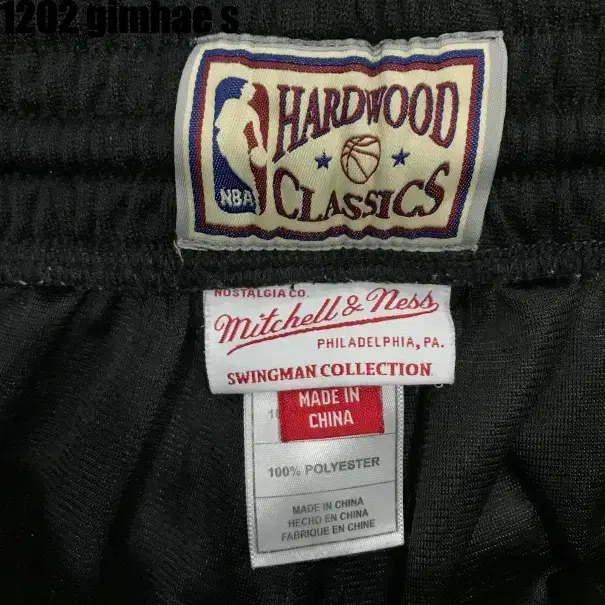 1202 gimhae s
HARDWOOD
NBA
CLASSICS
NOSTALGIA CO.
Mitchell & Ness
PHILADELPHIA, PA.
SWINGMAN COLLECTION
MADE IN
CHINA
100% POLYESTER
MADE IN CHINA
HECHO EN CHINA
FABRIQUE EN CHINE